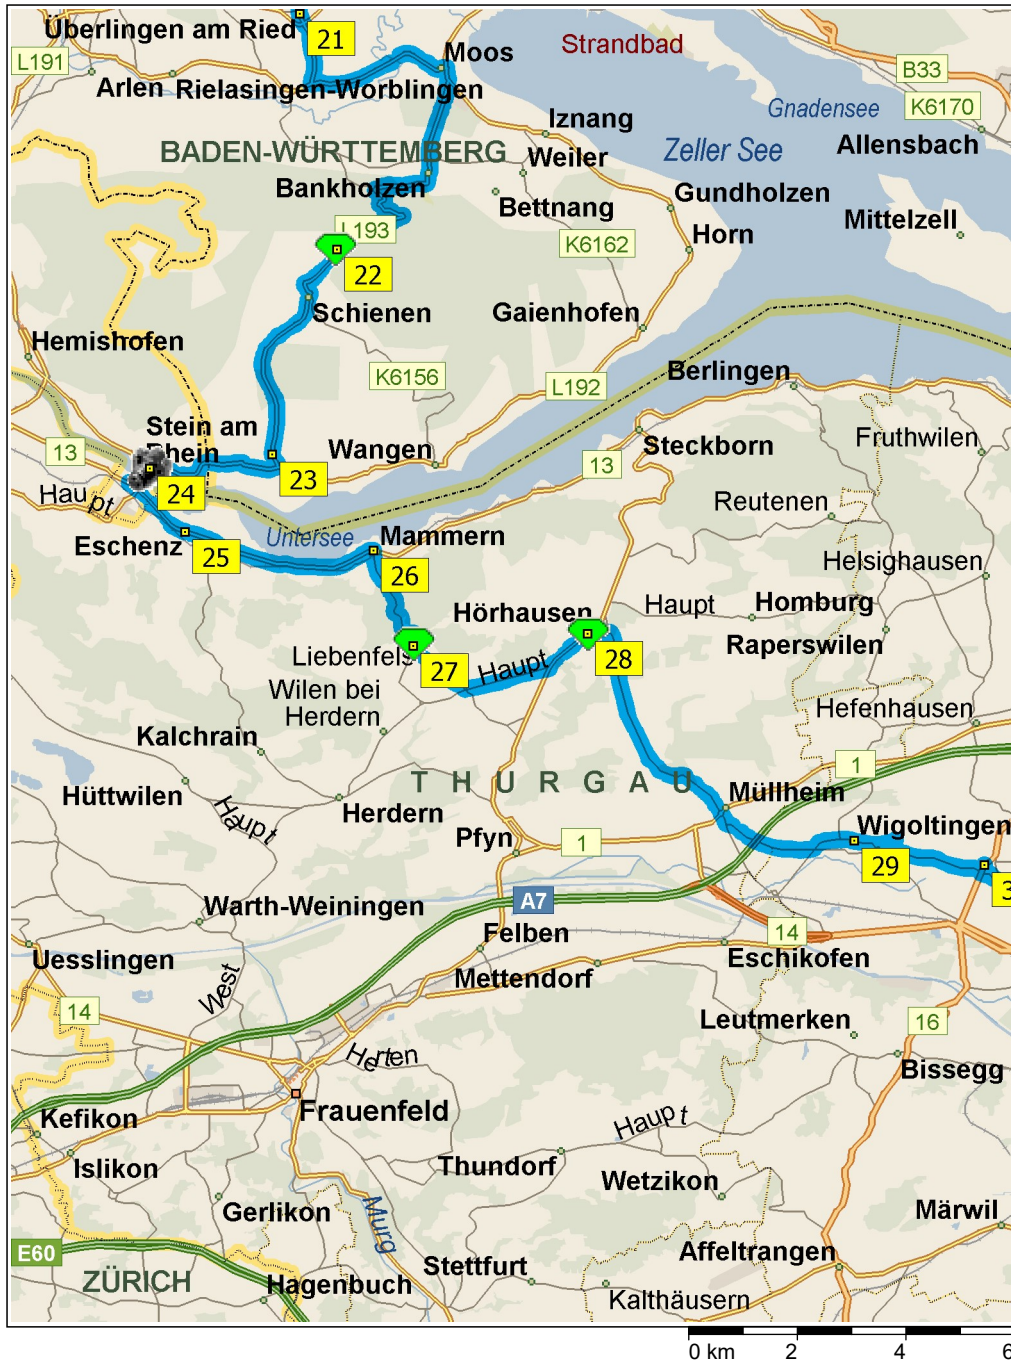 Überlingen am Ried
21
L191
Moos
Strandbad
B33
Arlen
Rielasingen-Worblingen
Gnadensee
K6170
Iznang
Allensbach
BADEN-WÜRTTEMBERG
Weiler
Zeller See
Bankholzen
Gundholzen
Bettnang
Mittelzell
L193
K6162
Horn
22
Schienen
Gaienhofen
Hemishofen
K6156
L192
Berlingen
Stein am
Rhein
13
Wangen
Steckborn
Fruthwilen
13
23
24
Haupt
Reutenen
Eschenz
25
Untersee
Mammern
26
Helsighausen
Hörhausen
Haupt
Homburg
Raperswilen
Liebenfels
27
Haupt
28
Wilen bei
Herdern
Hefenhausen
Kalchrain
1
THURGAU
Hüttwilen
Haupt
Herdern
Müllheim
Pfyn
1
Wigoltingen
29
3
A7
Warth-Weiningen
Felben
14
Uesslingen
Mettendorf
Eschikofen
West
14
Leutmerken
16
Herten
Bissegg
Frauenfeld
Kefikon
Haupt
Islikon
Thundorf
Wetzikon
Gerlikon
Murg
Märwil
E60
ZÜRICH
Hagenbuch
Stettfurt
Affeltrangen
Kalthäusern
0 km 2 4 6